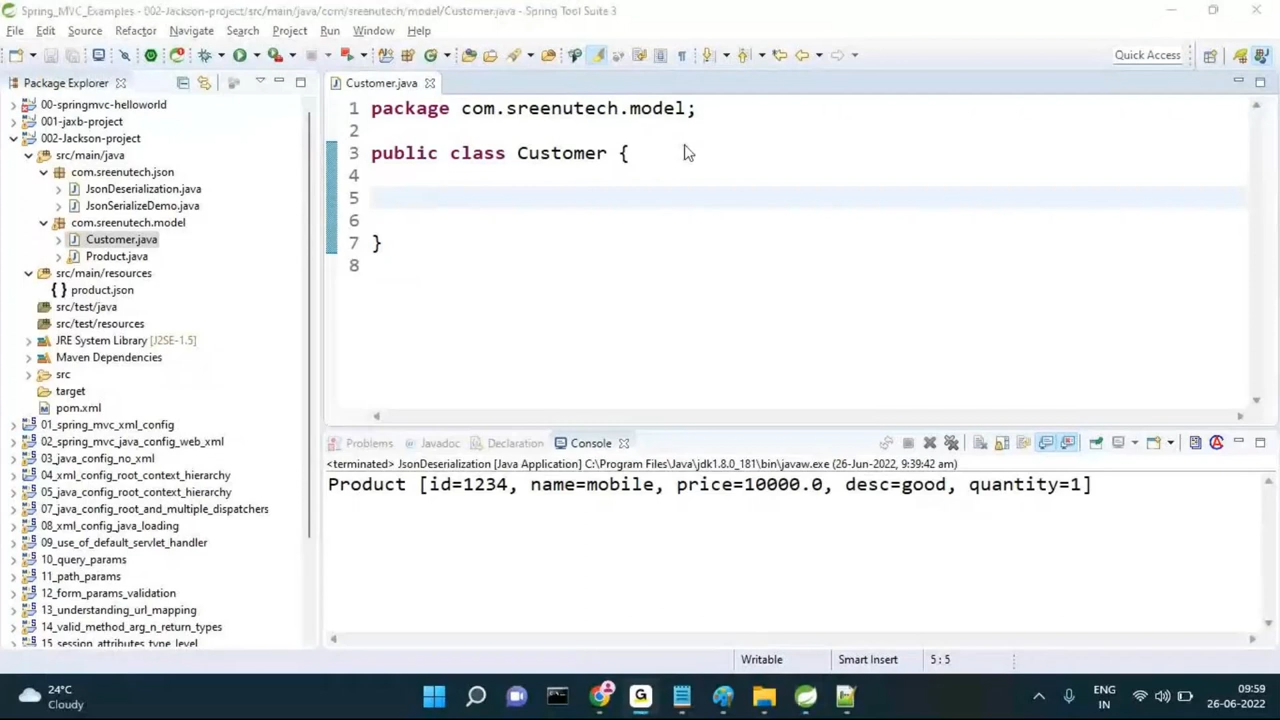 Spring_MVC_Examples - 002-Jackson-project/src/main/java/com/sreenutech/model/Customer.java - Spring Tool Suite 3
File Edit Source Refactor Navigate Search Project Run Window Help
Quick Access
Package Explorer
00-springmvc-helloworld
001-jaxb-project
002-Jackson-project
src/main/java
com.sreenutech.json
JsonDeserialization.java
JsonSerializeDemo.java
com.sreenutech.model
Customer.java
Product.java
src/main/resources
{ } product.json
src/test/java
src/test/resources
JRE System Library [J2SE-1.5]
Maven Dependencies
src
target
pom.xml
01_spring_mvc_xml_config
02_spring_mvc_java_config_web_xml
03_java_config_no_xml
04_xml_config_root_context_hierarchy
05_java_config_root_context_hierarchy
07_java_config_root_and_multiple_dispatchers
08_xml_config_java_loading
09_use_of_default_servlet_handler
10_query_params
11_path_params
12_form_params_validation
13_understanding_url_mapping
14_valid_method_arg_n_return_types
15_session_attributes_type_level
Customer.java
1 package com.sreenutech.model;
2
3 public class Customer {
4
5
6
7 }
8
Problems Javadoc Declaration Console
<terminated> JsonDeserialization [Java Application] C:\Program Files\Java\jdk1.8.0_181\bin\javaw.exe (26-Jun-2022, 9:39:42 am)
Product [id=1234, name=mobile, price=10000.0, desc=good, quantity=1]
Writable Smart Insert 5 : 5
24°C
Cloudy
ENG
IN
09:59
26-06-2022